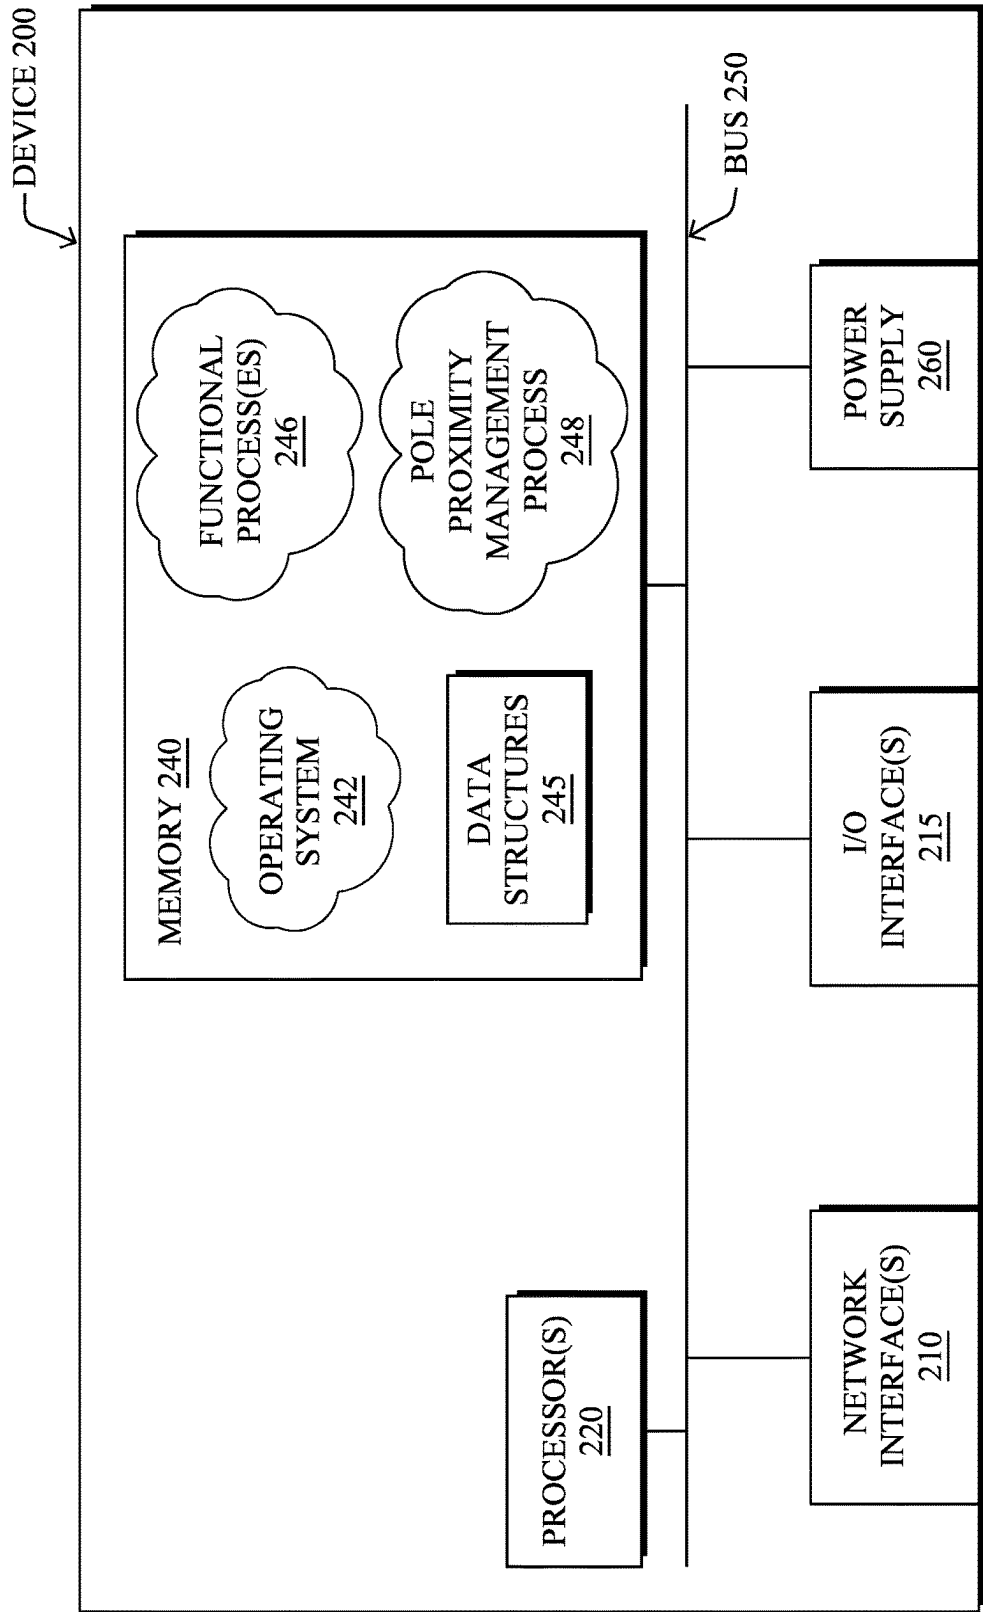 DEVICE 200
MEMORY 240
OPERATING
SYSTEM
242
FUNCTIONAL
PROCESS(ES)
246
DATA
STRUCTURES
245
POLE
PROXIMITY
MANAGEMENT
PROCESS
248
PROCESSOR(S)
220
BUS 250
NETWORK
INTERFACE(S)
210
I/O
INTERFACE(S)
215
POWER
SUPPLY
260